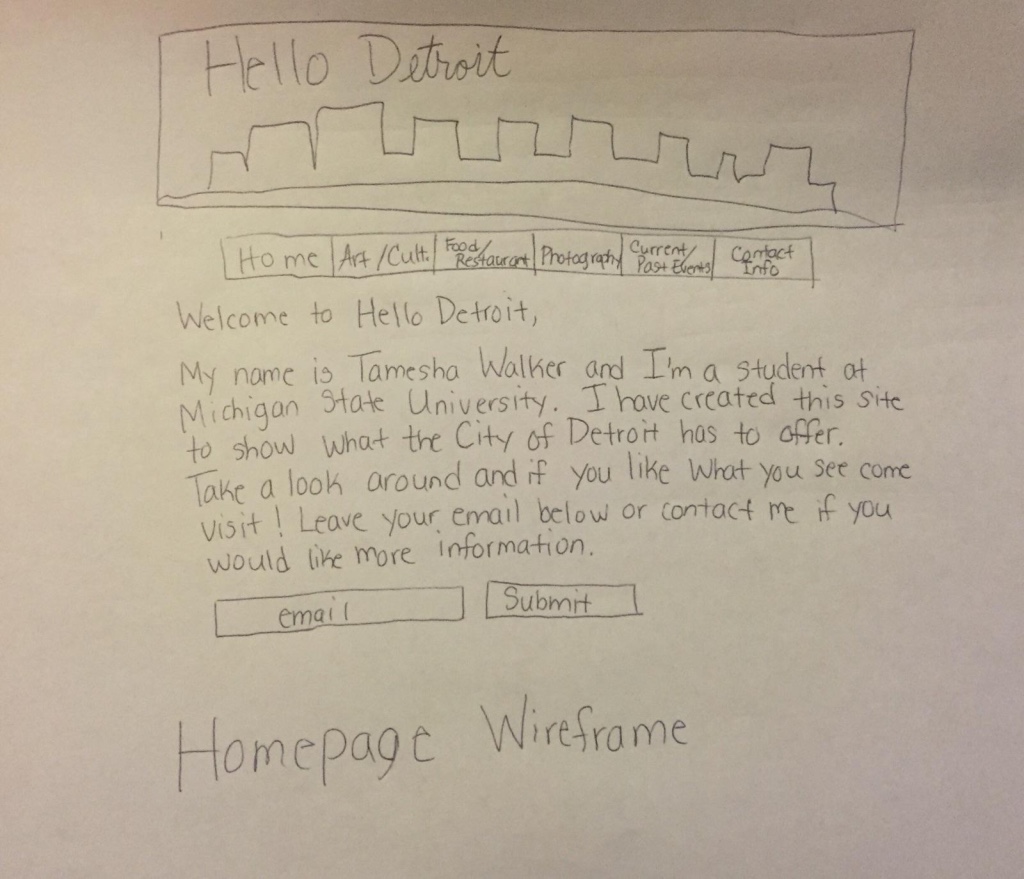 Hello Detroit
Home Art/Cult. Food/Restaurant Photography Current/Past Events Contact Info
Welcome to Hello Detroit,
My name is Tamesha Walker and I'm a student at
Michigan State University. I have created this site
to show what the City of Detroit has to offer.
Take a look around and if you like what you see come
visit! Leave your email below or contact me if you
would like more information.
email Submit
Homepage Wireframe